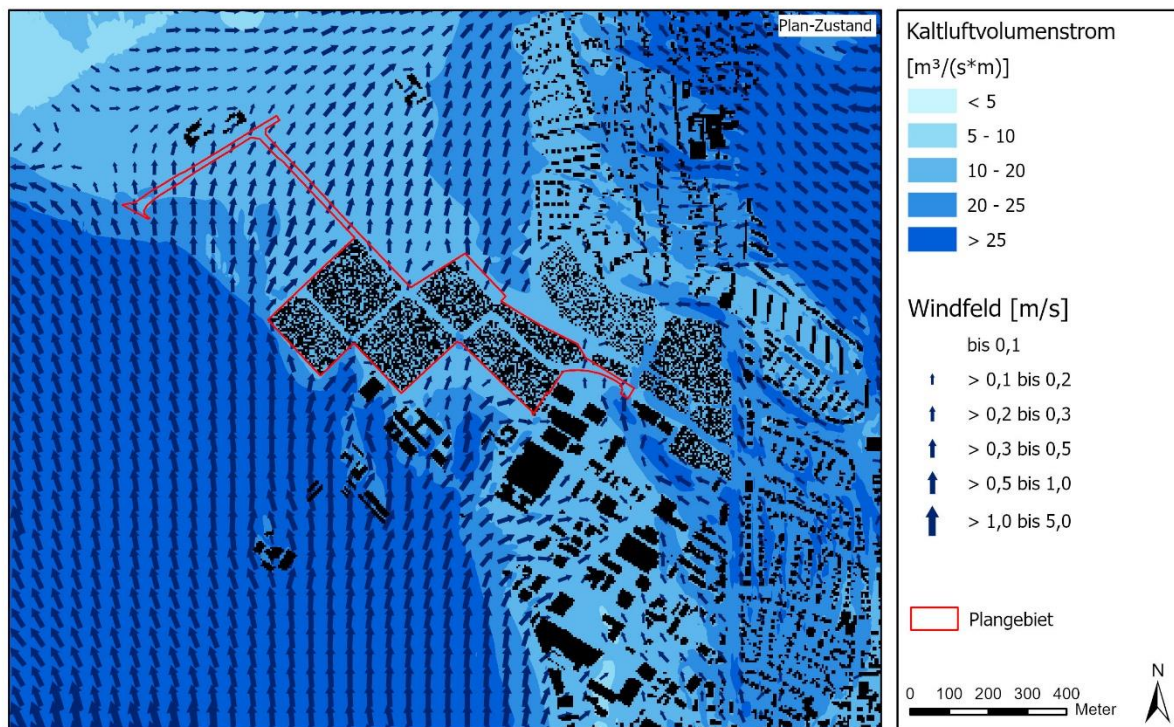 Plan-Zustand
Kaltluftvolumenstrom
[m³/(s*m)]
< 5
5 - 10
10 - 20
20 - 25
> 25
Windfeld [m/s]
bis 0,1
> 0,1 bis 0,2
> 0,2 bis 0,3
> 0,3 bis 0,5
> 0,5 bis 1,0
> 1,0 bis 5,0
Plangebiet
N
0 100 200 300 400
Meter